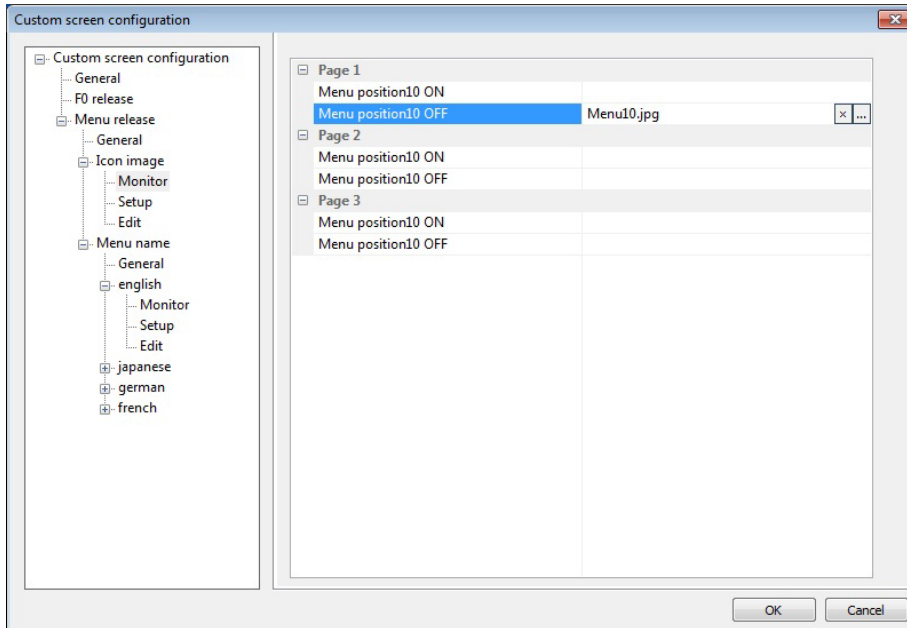 Custom screen configuration
Custom screen configuration
General
F0 release
Menu release
General
Icon image
Monitor
Setup
Edit
Menu name
General
english
Monitor
Setup
Edit
japanese
german
french
Page 1
Menu position10 ON
Menu position10 OFF Menu10.jpg ...
Page 2
Menu position10 ON
Menu position10 OFF
Page 3
Menu position10 ON
Menu position10 OFF
OK Cancel